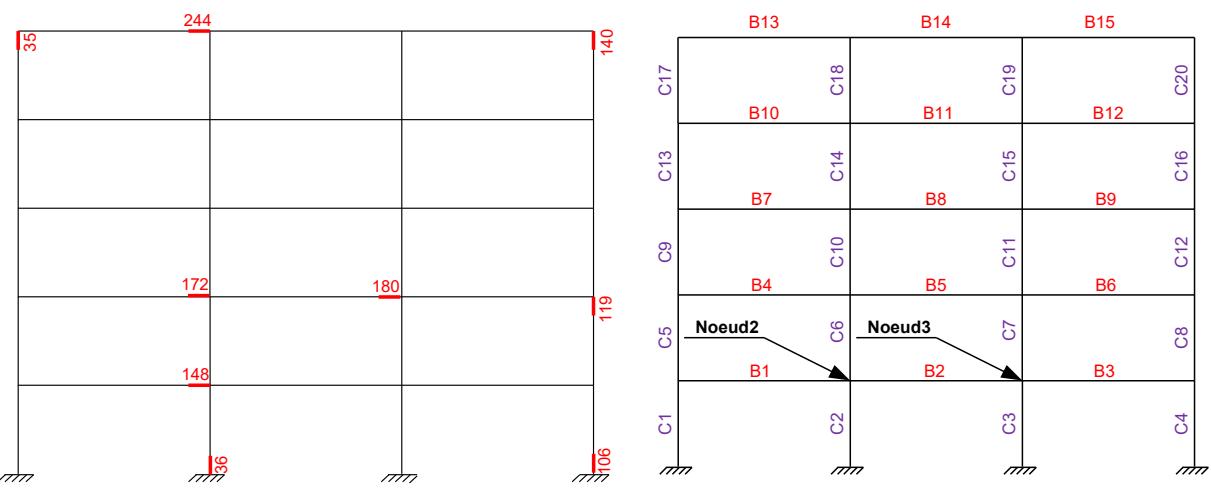 244
35
140
172
180
119
148
36
106
B13 B14 B15
C17 C18 C19 C20
B10 B11 B12
C13 C14 C15 C16
B7 B8 B9
C9 C10 C11 C12
B4 B5 B6
C5 Noeud2 C6 Noeud3 C7 C8
B1 B2 B3
C1 C2 C3 C4